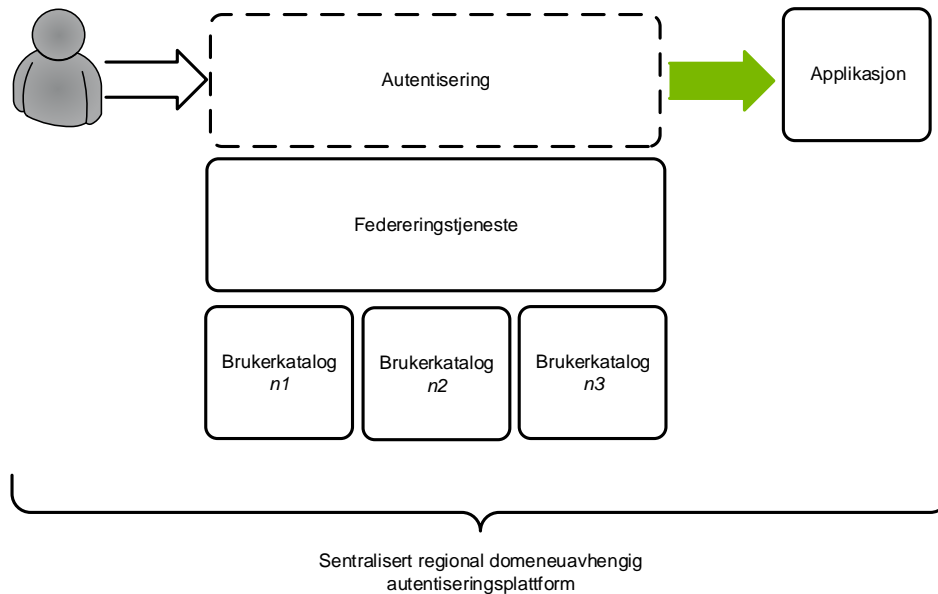 Autentisering
Applikasjon
Federeringstjeneste
Brukerkatalog
n1
Brukerkatalog
n2
Brukerkatalog
n3
Sentralisert regional domeneuavhengig
autentiseringsplattform